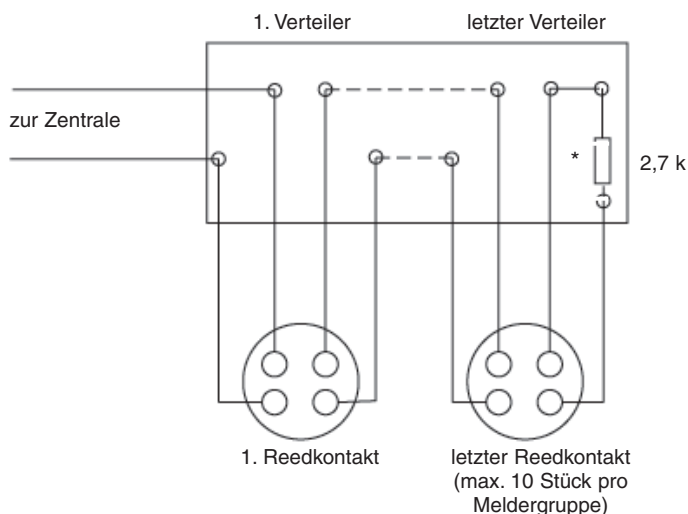 1. Verteiler
letzter Verteiler
zur Zentrale
*
2,7 k
1. Reedkontakt
letzter Reedkontakt
(max. 10 Stück pro
Meldergruppe)